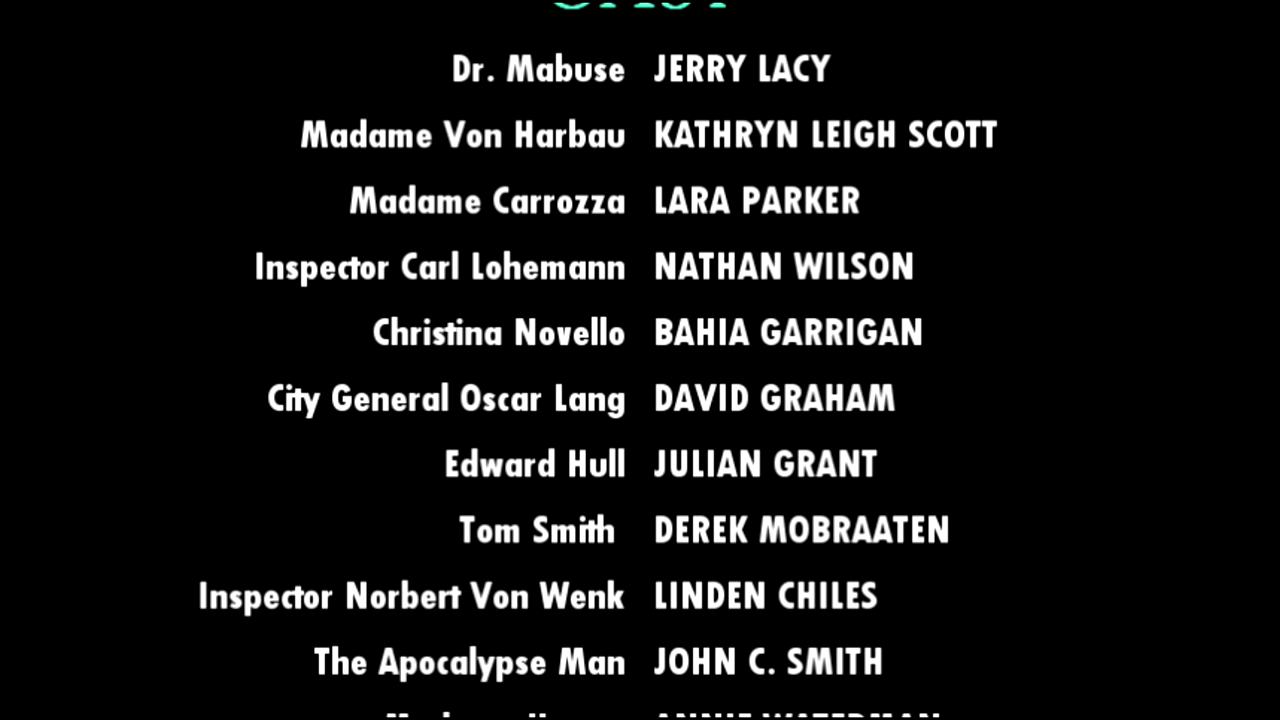 Dr. Mabuse JERRY LACY
Madame Von Harbau KATHRYN LEIGH SCOTT
Madame Carrozza LARA PARKER
Inspector Carl Lohemann NATHAN WILSON
Christina Novello BAHIA GARRIGAN
City General Oscar Lang DAVID GRAHAM
Edward Hull JULIAN GRANT
Tom Smith DEREK MOBRAATEN
Inspector Norbert Von Wenk LINDEN CHILES
The Apocalypse Man JOHN C. SMITH